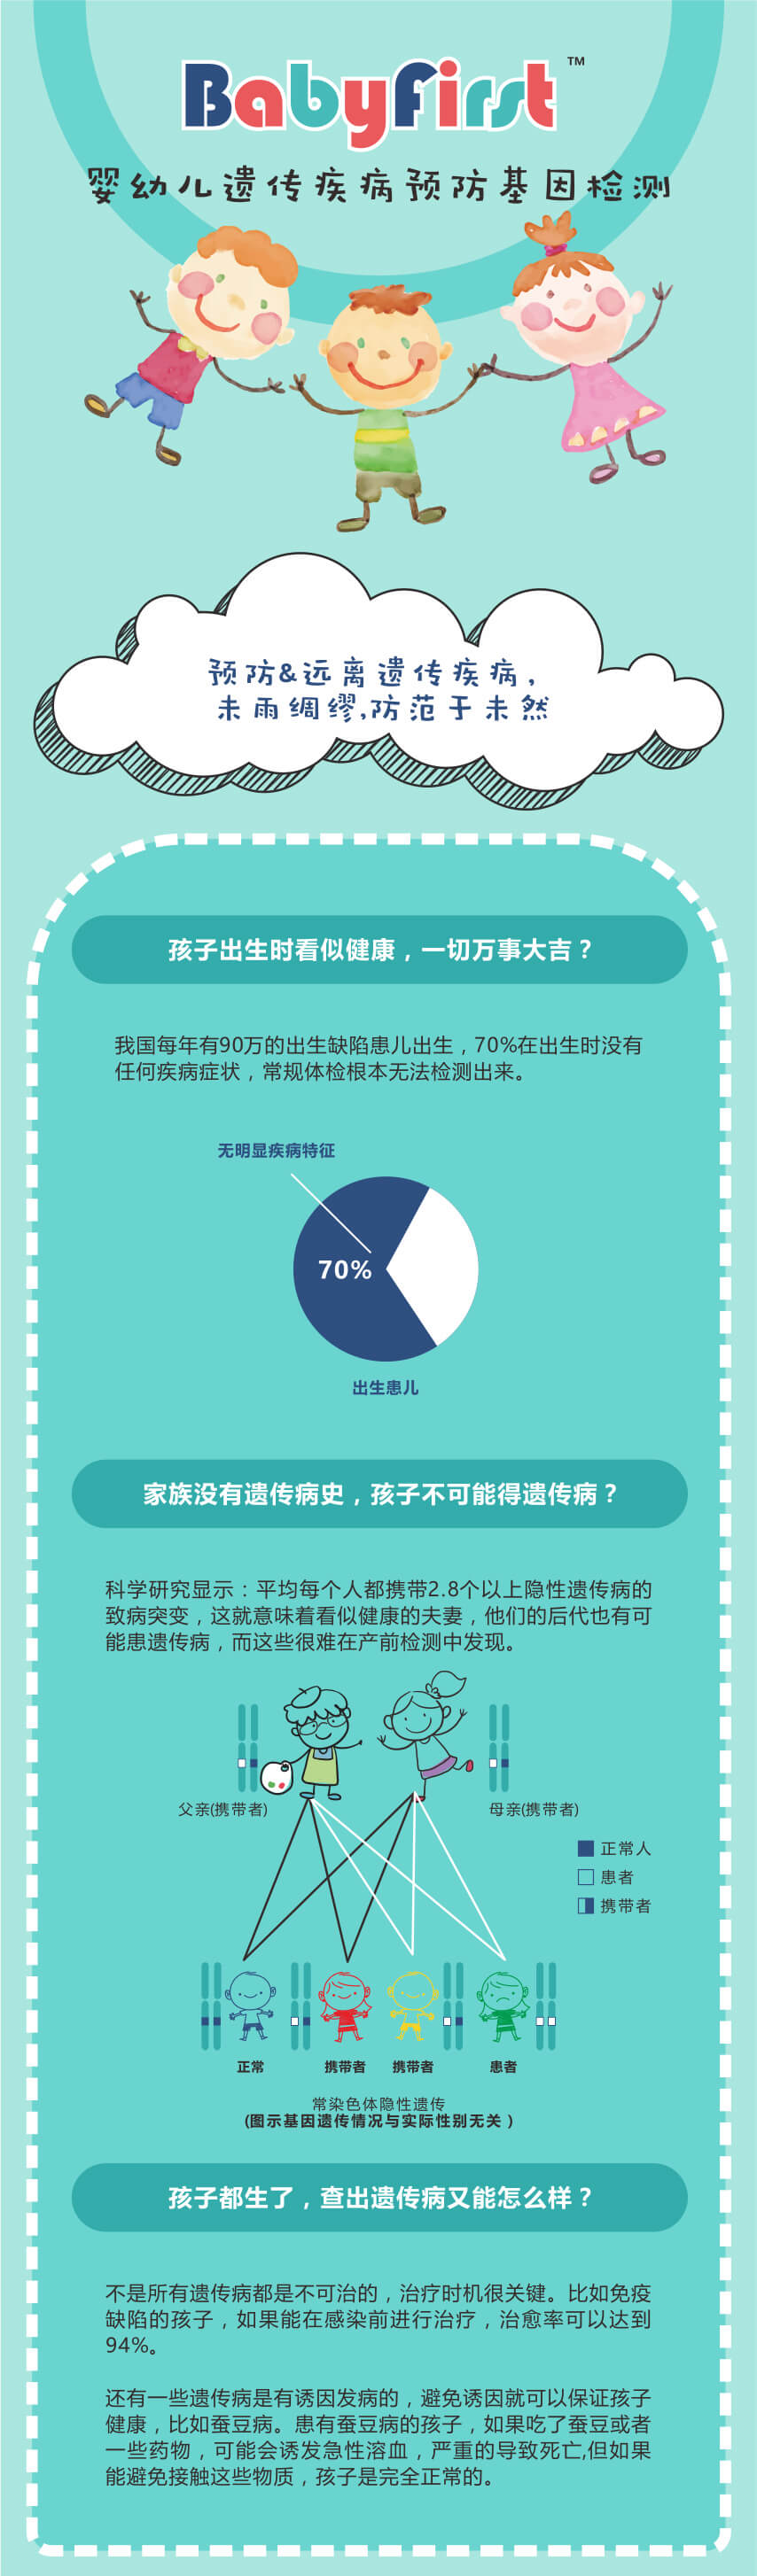 BabyFirst™
婴幼儿遗传疾病预防基因检测
预防&远离遗传疾病，
未雨绸缪,防范于未然
孩子出生时看似健康，一切万事大吉？
我国每年有90万的出生缺陷患儿出生，70%在出生时没有
任何疾病症状，常规体检根本无法检测出来。
无明显疾病特征
70%
出生患儿
家族没有遗传病史，孩子不可能得遗传病？
科学研究显示：平均每个人都携带2.8个以上隐性遗传病的
致病突变，这就意味着看似健康的夫妻，他们的后代也有可
能患遗传病，而这些很难在产前检测中发现。
父亲(携带者)
母亲(携带者)
正常人
患者
携带者
正常
携带者
携带者
患者
常染色体隐性遗传
(图示基因遗传情况与实际性别无关）
孩子都生了，查出遗传病又能怎么样？
不是所有遗传病都是不可治的，治疗时机很关键。比如免疫
缺陷的孩子，如果能在感染前进行治疗，治愈率可以达到
94%。
还有一些遗传病是有诱因发病的，避免诱因就可以保证孩子
健康，比如蚕豆病。患有蚕豆病的孩子，如果吃了蚕豆或者
一些药物，可能会诱发急性溶血，严重的导致死亡,但如果
能避免接触这些物质，孩子是完全正常的。